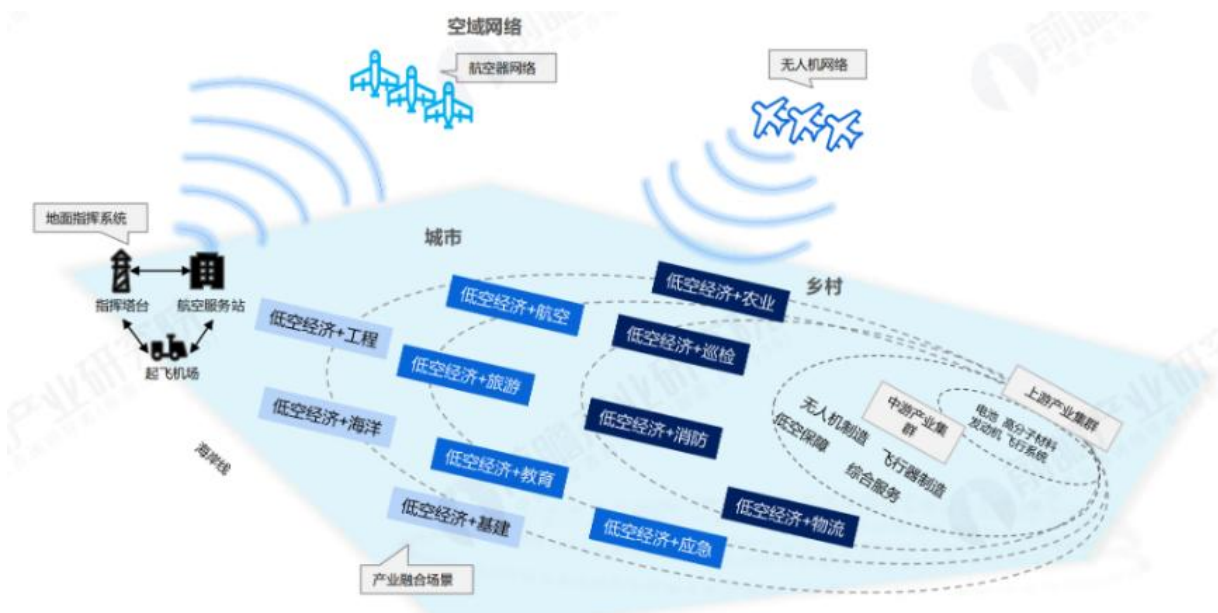 空域网络
航空器网络
无人机网络
地面指挥系统
指挥塔台
航空服务站
起飞机场
城市
乡村
低空经济+农业
低空经济+航空
低空经济+工程
低空经济+巡检
低空经济+旅游
低空经济+海洋
低空经济+消防
低空经济+教育
低空经济+基建
低空经济+应急
低空经济+物流
上游产业集群
电池 高分子材料
发动机 飞行系统
中游产业集
群
无人机制造
低空保障
飞行器制造
综合服务
海岸线
产业融合场景